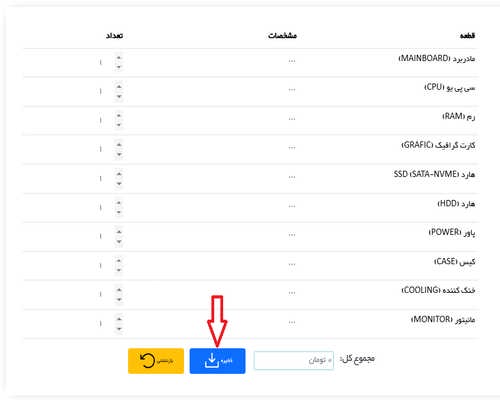 قطعه مشخصات تعداد
مادربرد (MAINBOARD) ... ۱
سی پی یو (CPU) ... ۱
رم (RAM) ... ۱
کارت گرافیک (GRAFIC) ... ۱
هارد SSD (SATA-NVME) ... ۱
هارد (HDD) ... ۱
پاور (POWER) ... ۱
کیس (CASE) ... ۱
خنک کننده (COOLING) ... ۱
مانیتور (MONITOR) ... ۱
مجموع کل: ۰ تومان ذخیره بازنشانی